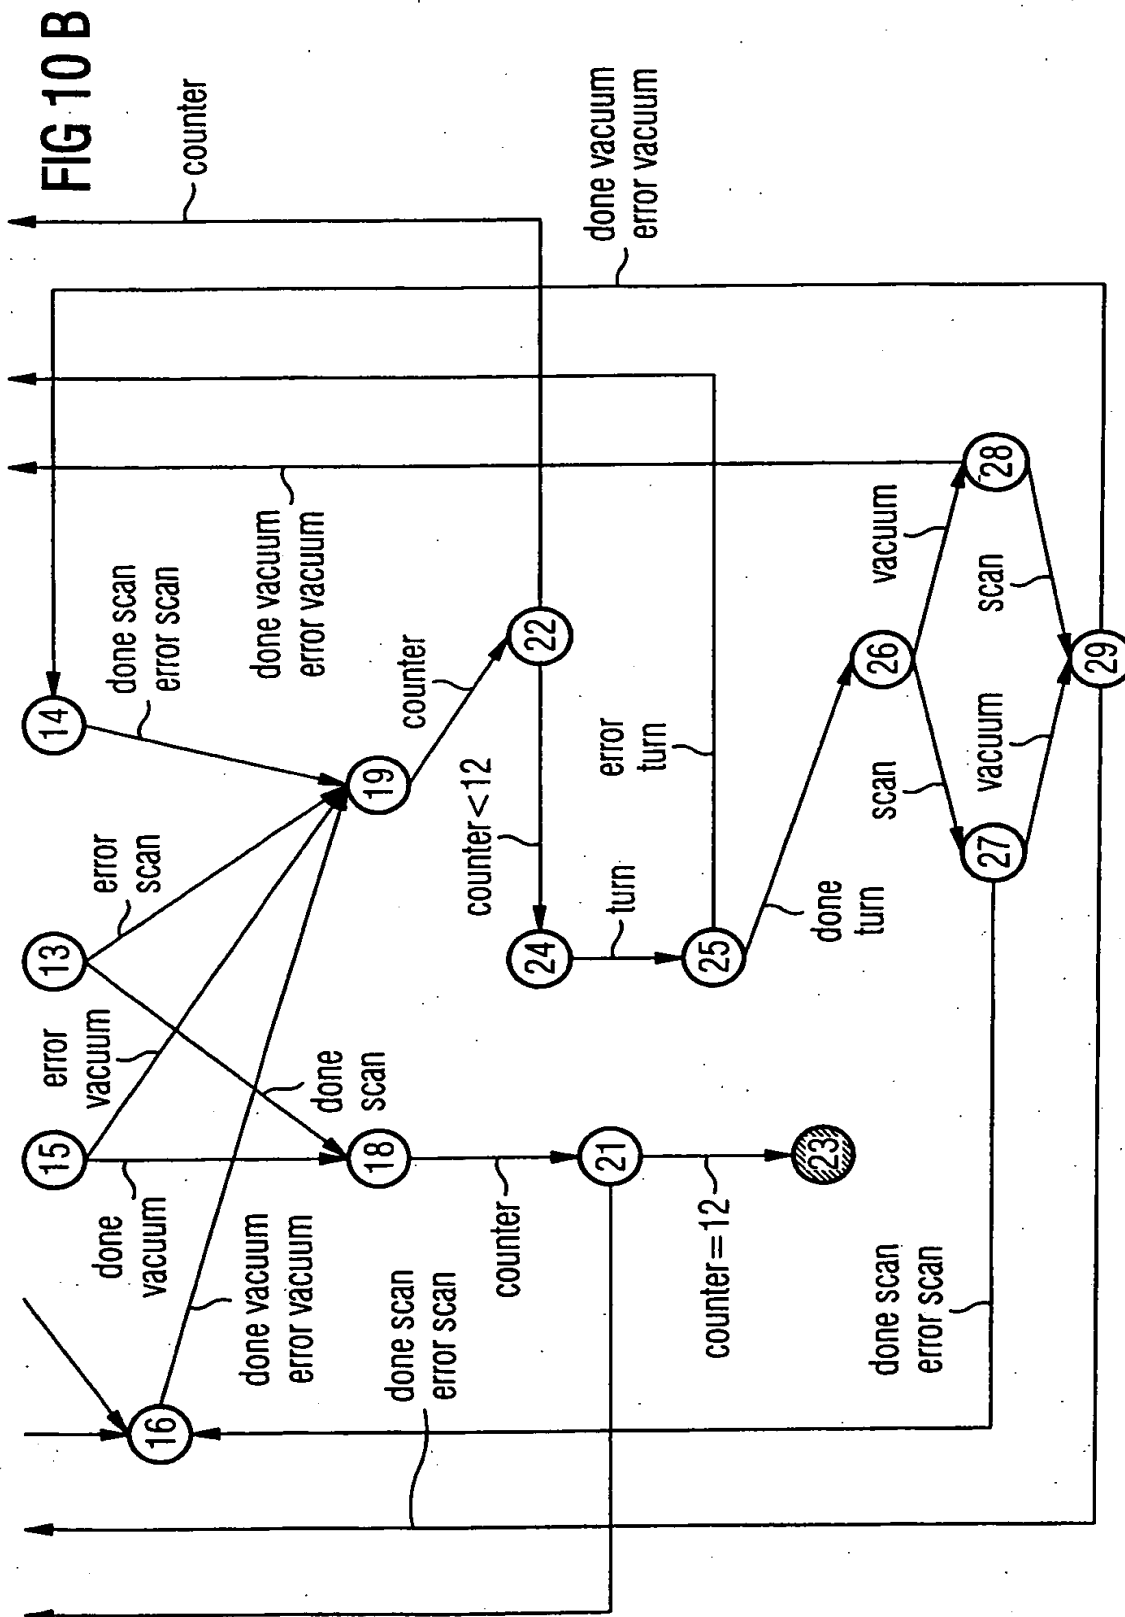 FIG 10 B
counter
done vacuum
error vacuum
14
done scan
error scan
done vacuum
error vacuum
13
error
scan
15
error
vacuum
done
vacuum
done
scan
16
done vacuum
error vacuum
done scan
error scan
19
counter
22
18
counter
21
counter<12
24
turn
error
turn
25
counter=12
23
done
turn
26
vacuum
28
scan
27
scan
vacuum
done scan
error scan
29